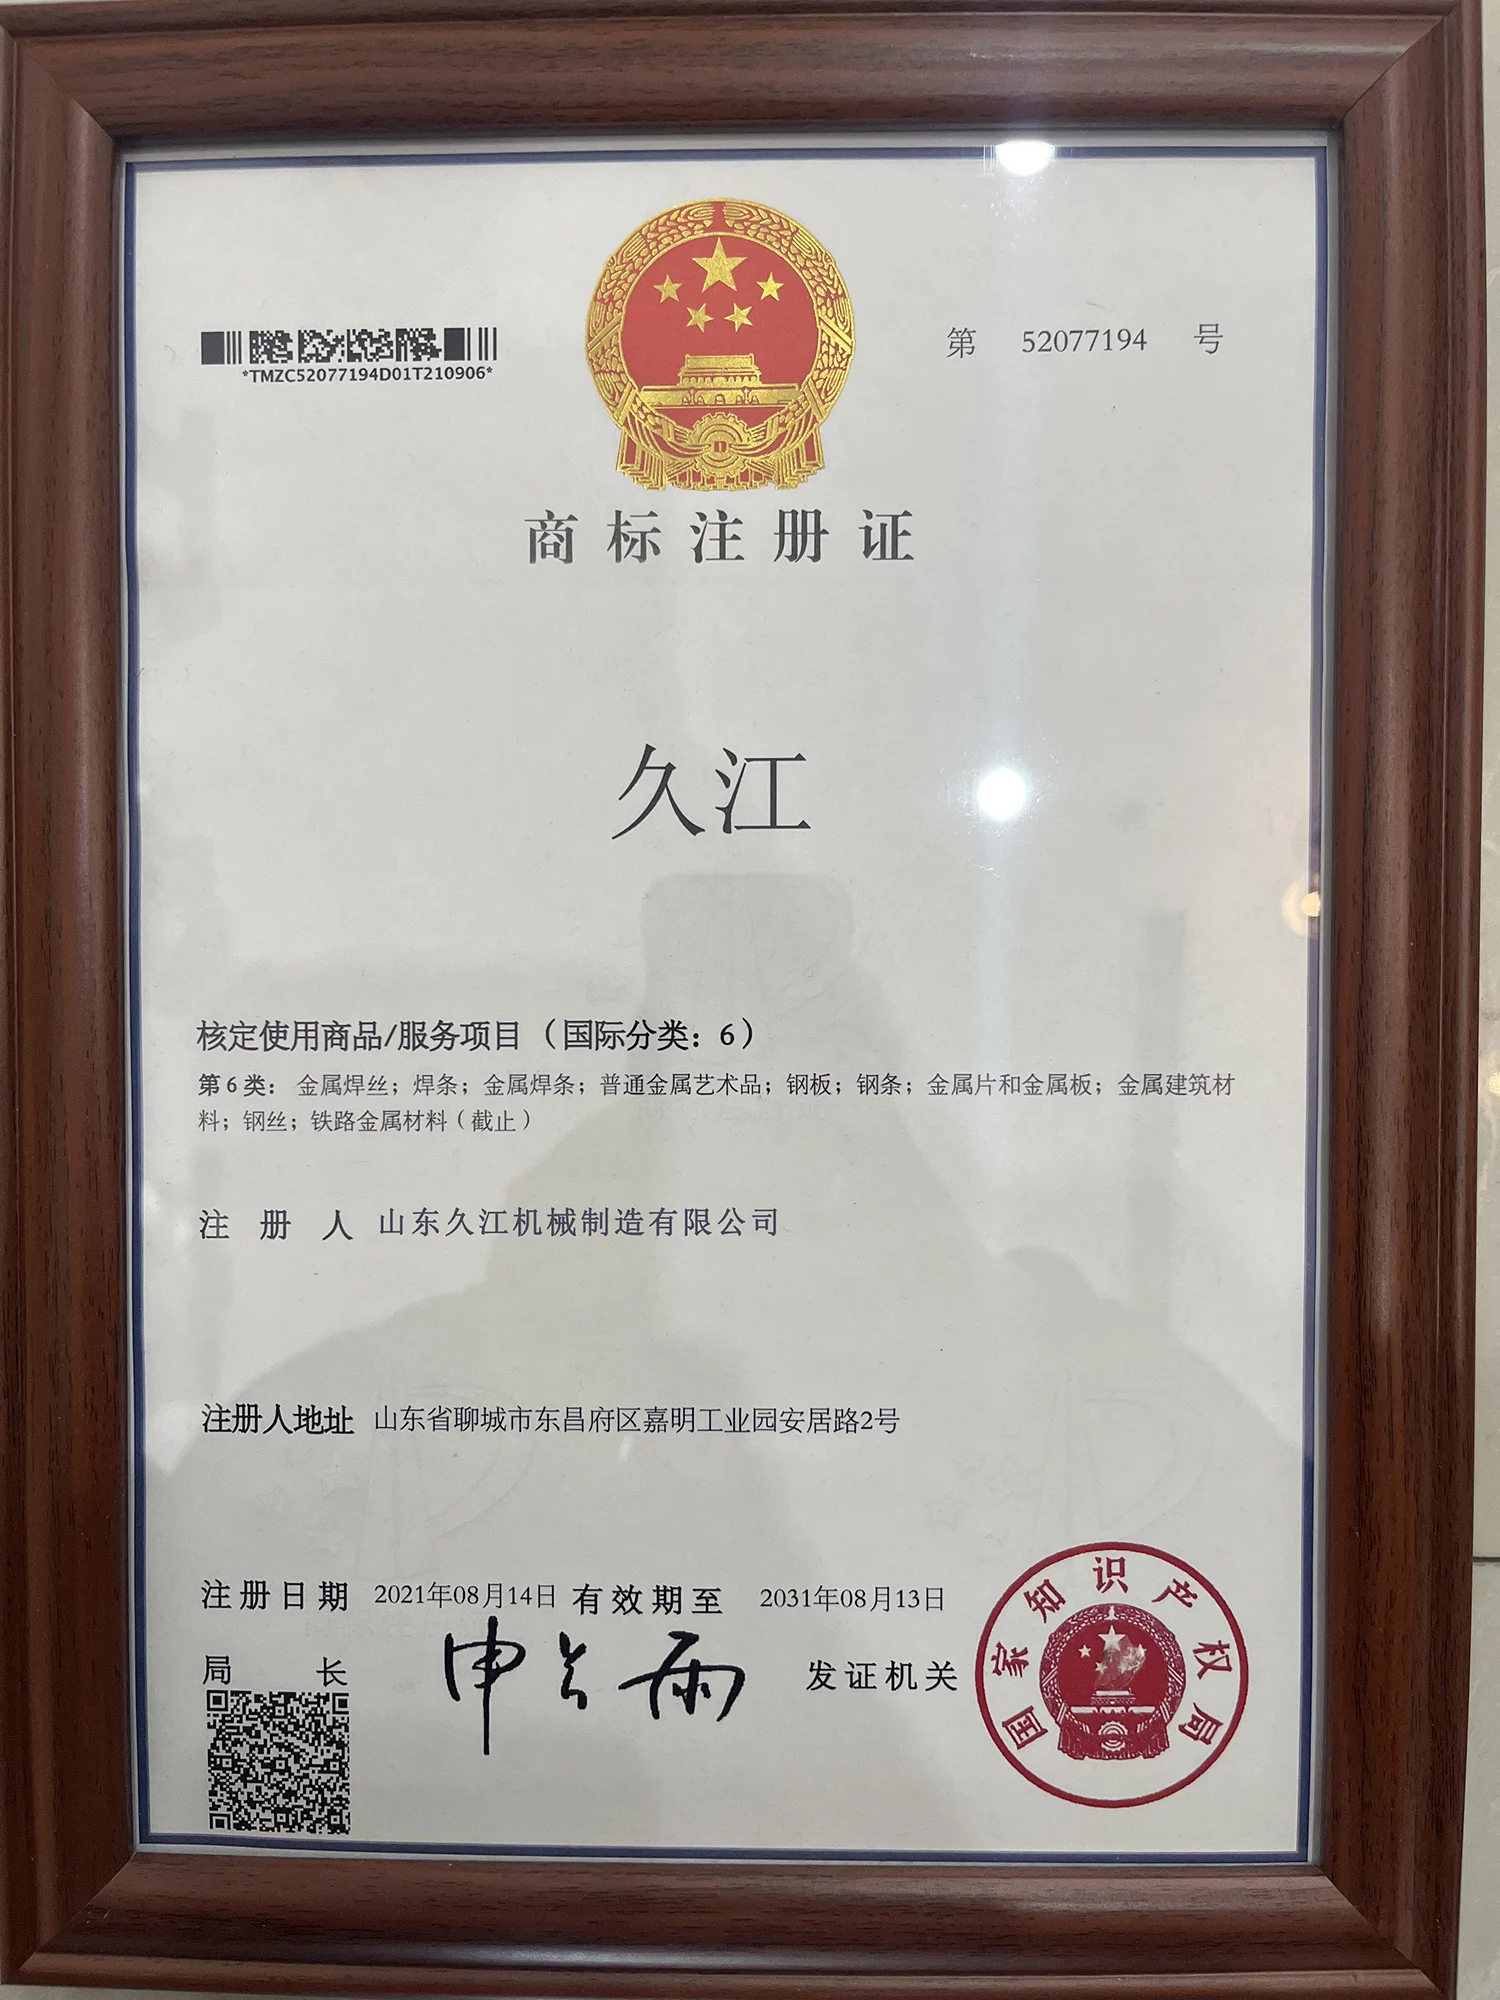 *TMZC52077194D01T210906*
第 52077194 号
商标注册证
久江
核定使用商品/服务项目（国际分类：6）
第6类： 金属焊丝；焊条；金属焊条；普通金属艺术品；钢板；钢条；金属片和金属板；金属建筑材
料；钢丝；铁路金属材料（截止）
注册人 山东久江机械制造有限公司
注册人地址 山东省聊城市东昌府区嘉明工业园安居路2号
注册日期 2021年08月14日 有效期至 2031年08月13日
局长 申长雨 发证机关
国家知识产权局